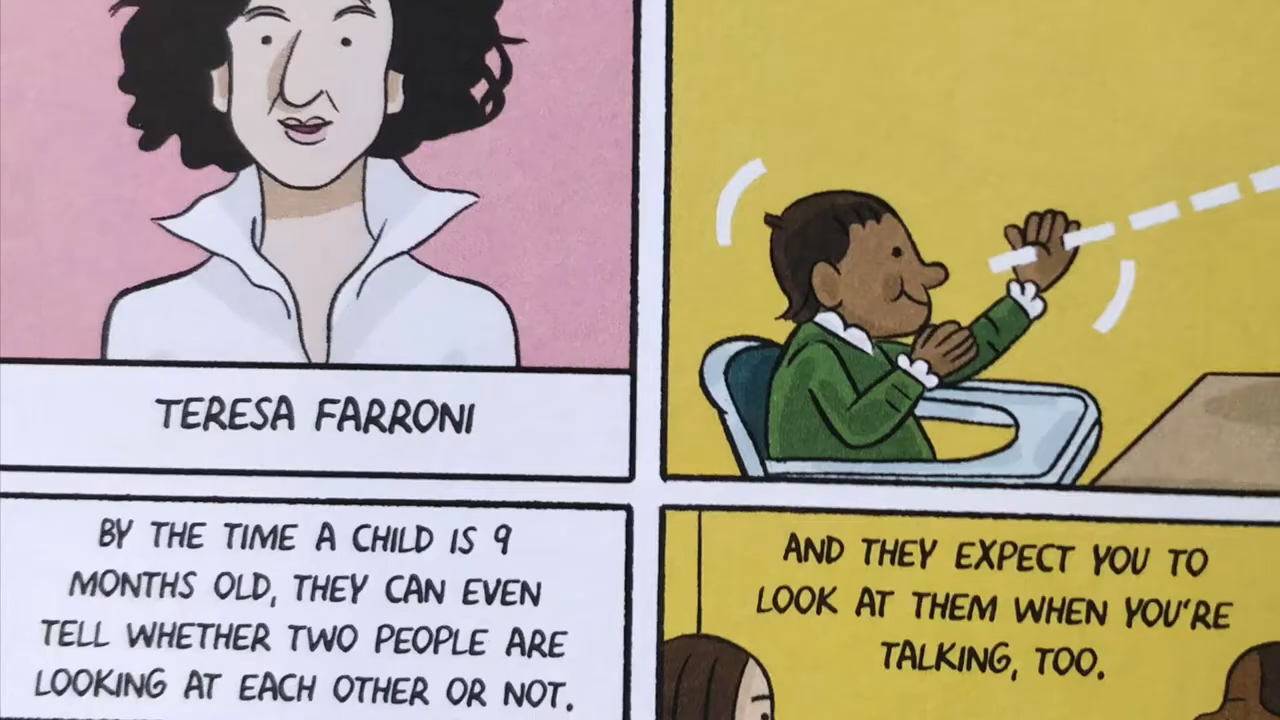 TERESA FARRONI
BY THE TIME A CHILD IS 9
MONTHS OLD, THEY CAN EVEN
TELL WHETHER TWO PEOPLE ARE
LOOKING AT EACH OTHER OR NOT.
AND THEY EXPECT YOU TO
LOOK AT THEM WHEN YOU'RE
TALKING, TOO.